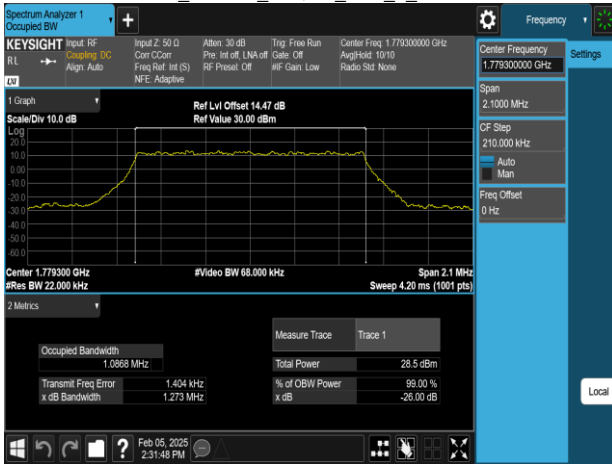 Spectrum Analyzer 1
Occupied BW
Frequency
KEYSIGHT
RL
LXI
Input: RF
Coupling: DC
Align: Auto
Input Z: 50 Ω
Corr CCorr
Freq Ref: Int (S)
NFE: Adaptive
Atten: 30 dB
Pre: Int off, LNA off
RF Presel: Off
Trig: Free Run
Gate: Off
#IF Gain: Low
Center Freq: 1.779300000 GHz
Avg|Hold: 10/10
Radio Std: None
Center Frequency
1.779300000 GHz
Settings
Span
2.1000 MHz
CF Step
210.000 kHz
Auto
Man
Freq Offset
0 Hz
Local
1 Graph
Scale/Div 10.0 dB
Ref Lvl Offset 14.47 dB
Ref Value 30.00 dBm
Log
20.0
10.0
0.00
-10.0
-20.0
-30.0
-40.0
-50.0
-60.0
Center 1.779300 GHz
#Video BW 68.000 kHz
Span 2.1 MHz
#Res BW 22.000 kHz
Sweep 4.20 ms (1001 pts)
2 Metrics
Measure Trace Trace 1
Occupied Bandwidth
1.0868 MHz
Total Power 28.5 dBm
Transmit Freq Error 1.404 kHz
% of OBW Power 99.00 %
x dB Bandwidth 1.273 MHz
x dB -26.00 dB
?
Feb 05, 2025
2:31:48 PM